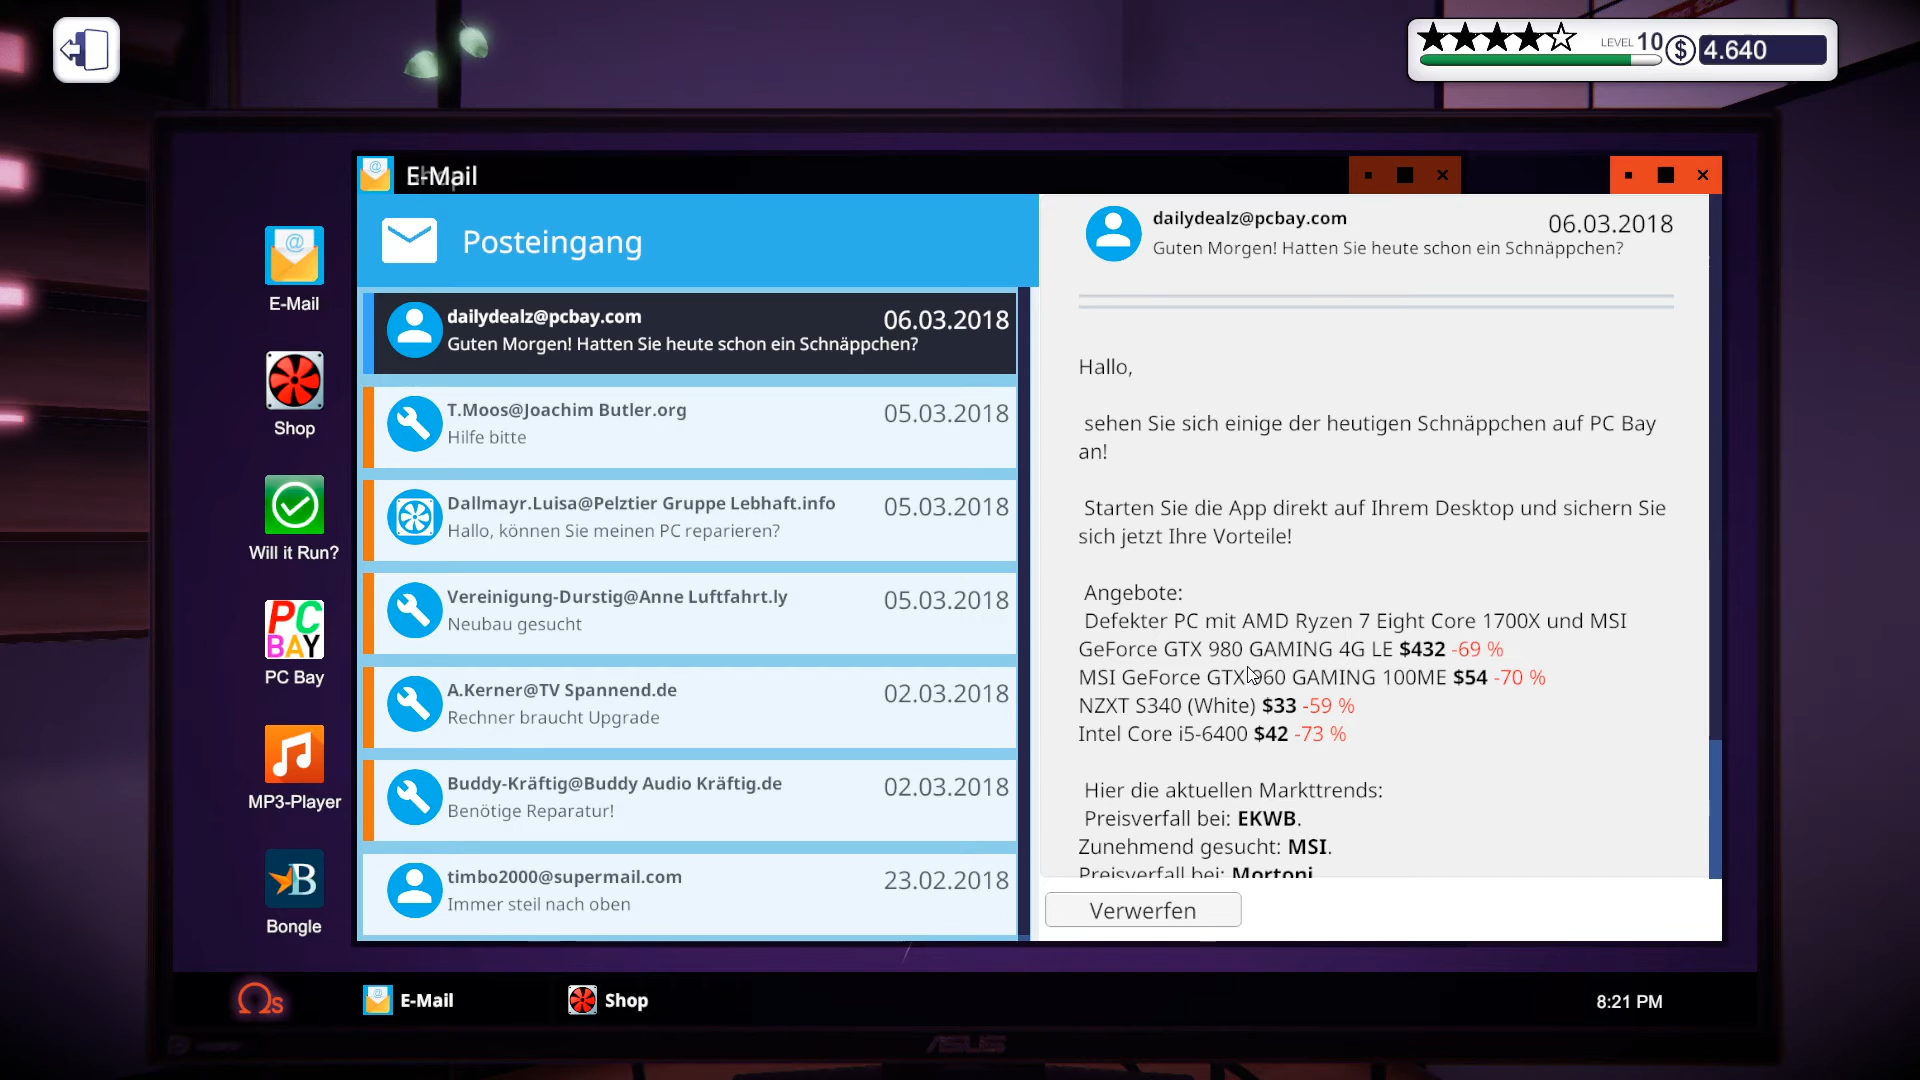 LEVEL 10
$ 4.640
E-Mail
Posteingang
dailydealz@pcbay.com
06.03.2018
Guten Morgen! Hatten Sie heute schon ein Schnäppchen?
T.Moos@Joachim Butler.org
05.03.2018
Hilfe bitte
Dallmayr.Luisa@Pelztier Gruppe Lebhaft.info
05.03.2018
Hallo, können Sie meinen PC reparieren?
Vereinigung-Durstig@Anne Luftfahrt.ly
05.03.2018
Neubau gesucht
A.Kerner@TV Spannend.de
02.03.2018
Rechner braucht Upgrade
Buddy-Kräftig@Buddy Audio Kräftig.de
02.03.2018
Benötige Reparatur!
timbo2000@supermail.com
23.02.2018
Immer steil nach oben
dailydealz@pcbay.com
06.03.2018
Guten Morgen! Hatten Sie heute schon ein Schnäppchen?
Hallo,
sehen Sie sich einige der heutigen Schnäppchen auf PC Bay
an!
Starten Sie die App direkt auf Ihrem Desktop und sichern Sie
sich jetzt Ihre Vorteile!
Angebote:
Defekter PC mit AMD Ryzen 7 Eight Core 1700X und MSI
GeForce GTX 980 GAMING 4G LE $432 -69 %
MSI GeForce GTX 960 GAMING 100ME $54 -70 %
NZXT S340 (White) $33 -59 %
Intel Core i5-6400 $42 -73 %
Hier die aktuellen Markttrends:
Preisverfall bei: EKWB.
Zunehmend gesucht: MSI.
Preisverfall bei: Mortoni
Verwerfen
E-Mail
Shop
Will it Run?
PC
BAY
PC Bay
MP3-Player
B
Bongle
Ωs
E-Mail
Shop
8:21 PM
ASUS